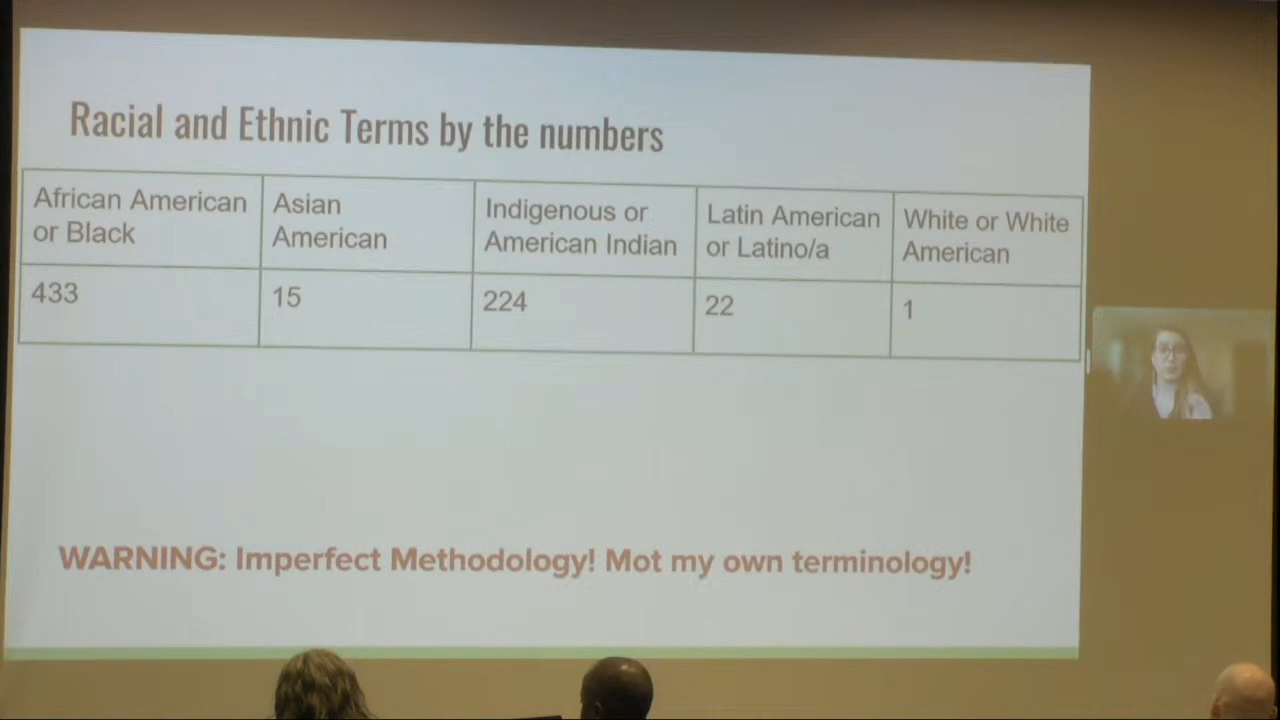 Racial and Ethnic Terms by the numbers
African American
or Black
Asian
American
Indigenous or
American Indian
Latin American
or Latino/a
White or White
American
433
15
224
22
1
WARNING: Imperfect Methodology! Mot my own terminology!